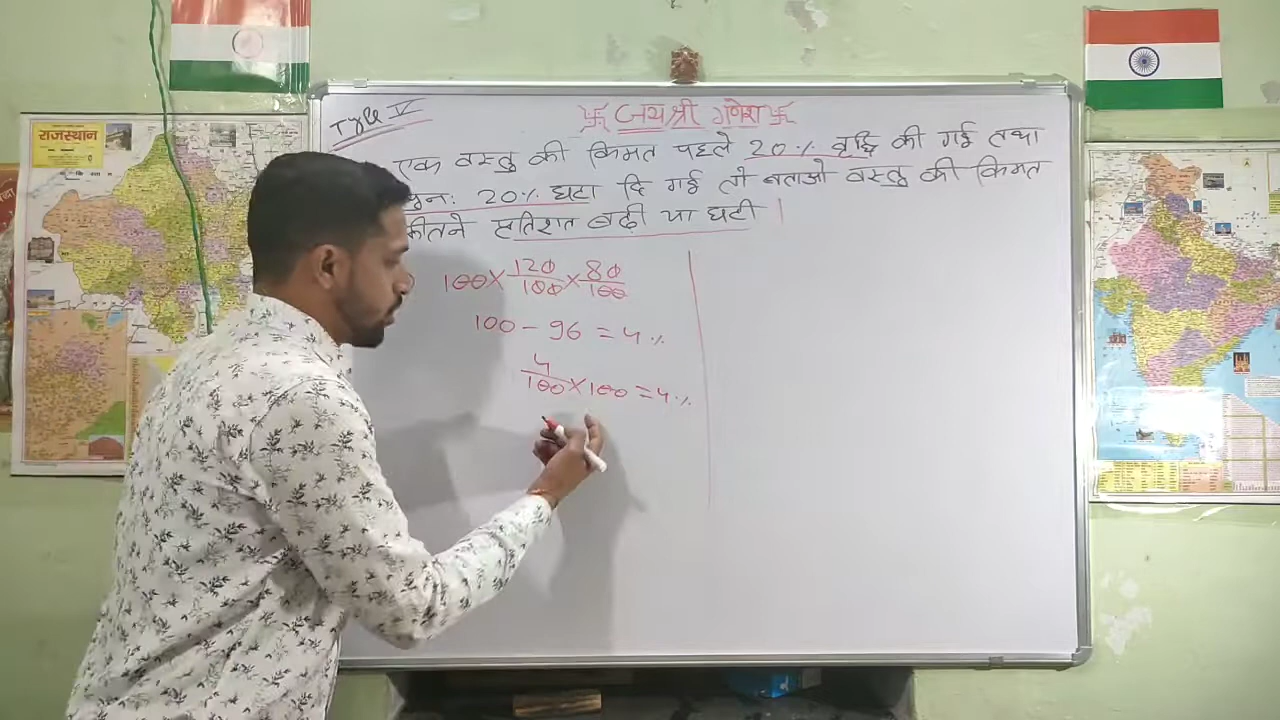 राजस्थान
Type V
卐 जय श्री गणेश 卐
एक वस्तु की किमत पहले 20% वृद्धि की गई तथा
पुन: 20% घटा दि गई तो बताओ वस्तु की किमत
कीतने प्रतिशत बढ़ी या घटी |
100 × 120/100 × 80/100
100 - 96 = 4%
4/100 × 100 = 4%